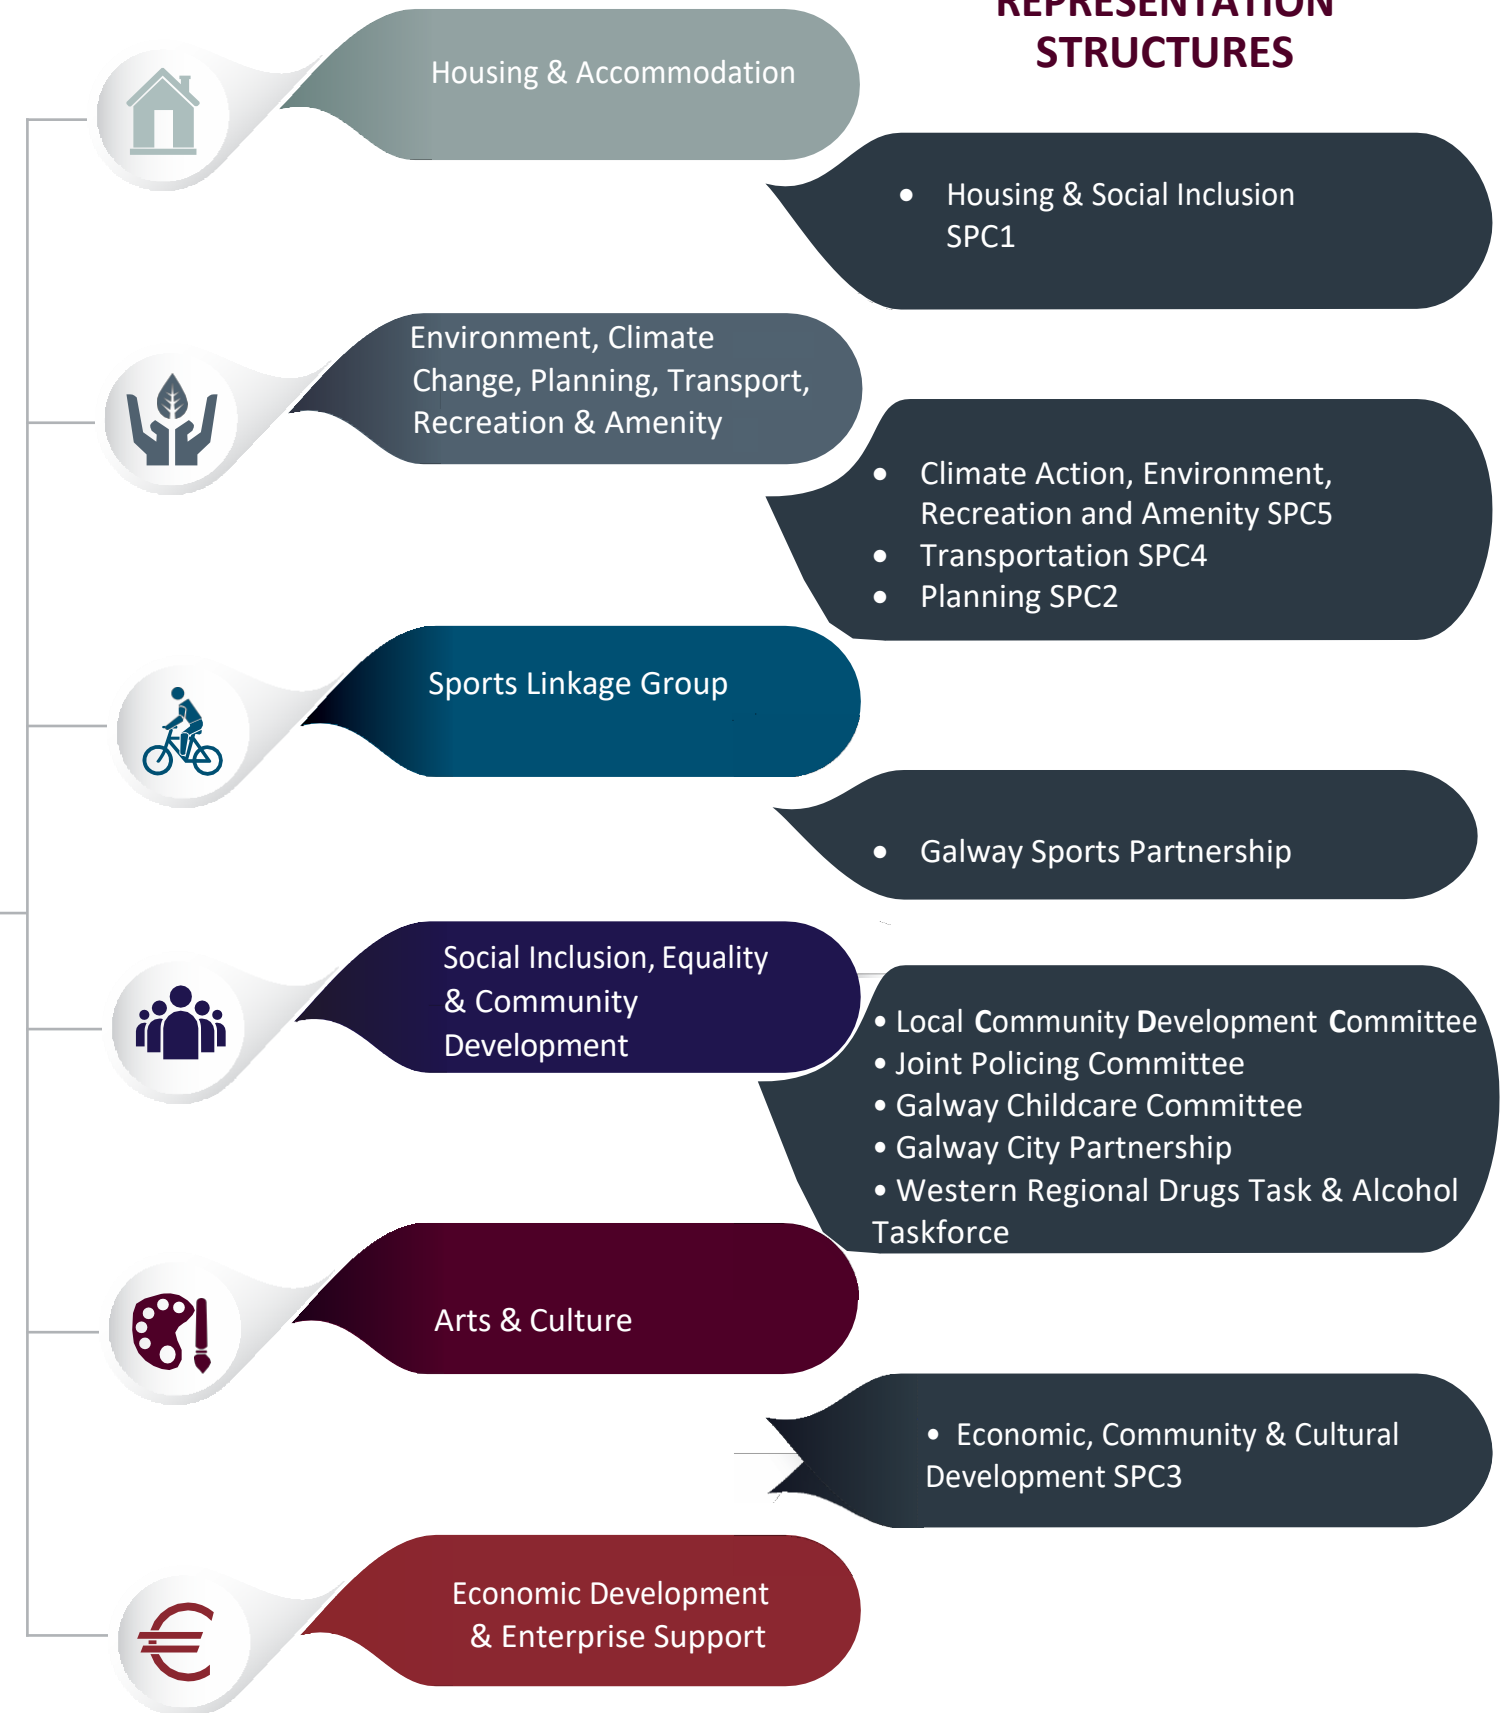 REPRESENTATION
STRUCTURES
Housing & Accommodation
• Housing & Social Inclusion
SPC1
Environment, Climate
Change, Planning, Transport,
Recreation & Amenity
• Climate Action, Environment,
Recreation and Amenity SPC5
• Transportation SPC4
• Planning SPC2
Sports Linkage Group
• Galway Sports Partnership
Social Inclusion, Equality
& Community
Development
• Local Community Development Committee
• Joint Policing Committee
• Galway Childcare Committee
• Galway City Partnership
• Western Regional Drugs Task & Alcohol
Taskforce
Arts & Culture
• Economic, Community & Cultural
Development SPC3
Economic Development
& Enterprise Support